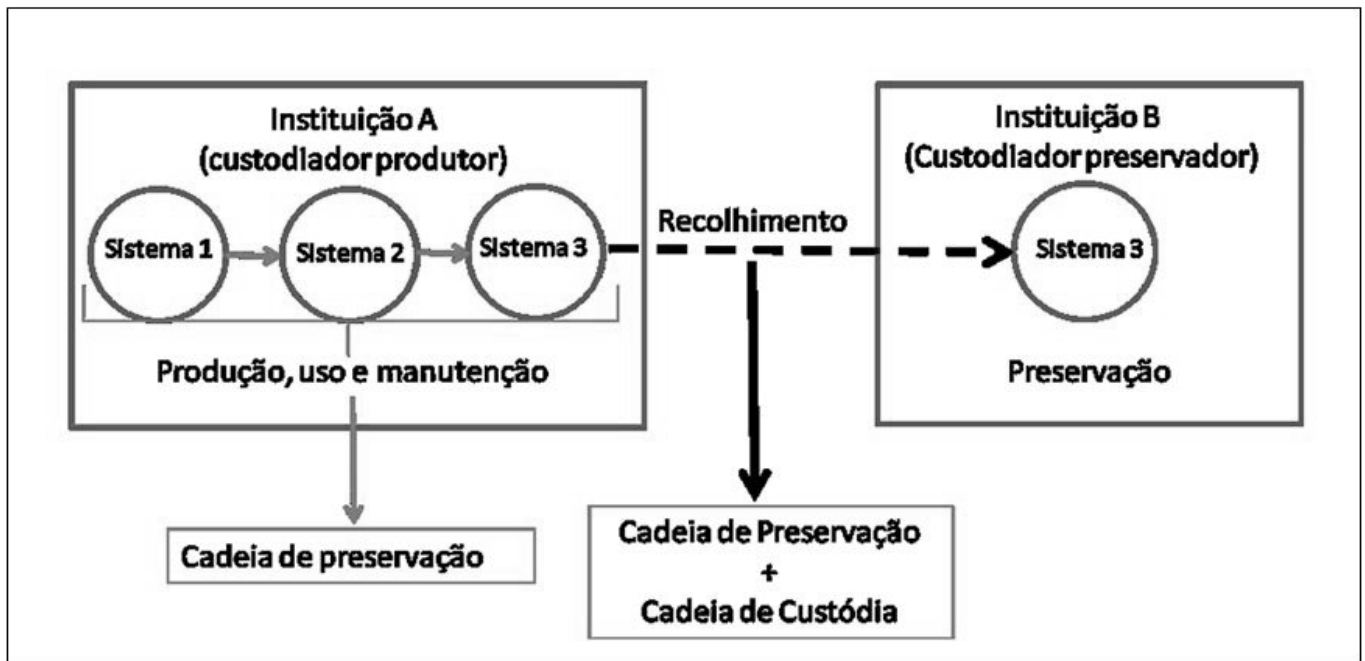 Instituição A
(custodiador produtor)
Sistema 1
Sistema 2
Sistema 3
Produção, uso e manutenção
Cadeia de preservação
Recolhimento
Cadeia de Preservação
+
Cadeia de Custódia
Instituição B
(Custodiador preservador)
Sistema 3
Preservação